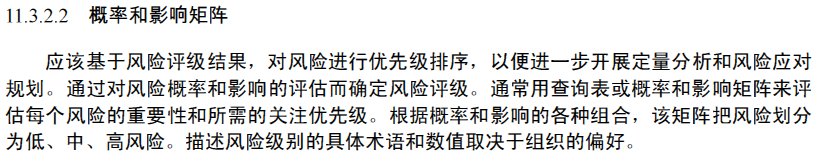 11.3.2.2 概率和影响矩阵
应该基于风险评级结果，对风险进行优先级排序，以便进一步开展定量分析和风险应对
规划。通过对风险概率和影响的评估而确定风险评级。通常用查询表或概率和影响矩阵来评
估每个风险的重要性和所需的关注优先级。根据概率和影响的各种组合，该矩阵把风险划分
为低、中、高风险。描述风险级别的具体术语和数值取决于组织的偏好。